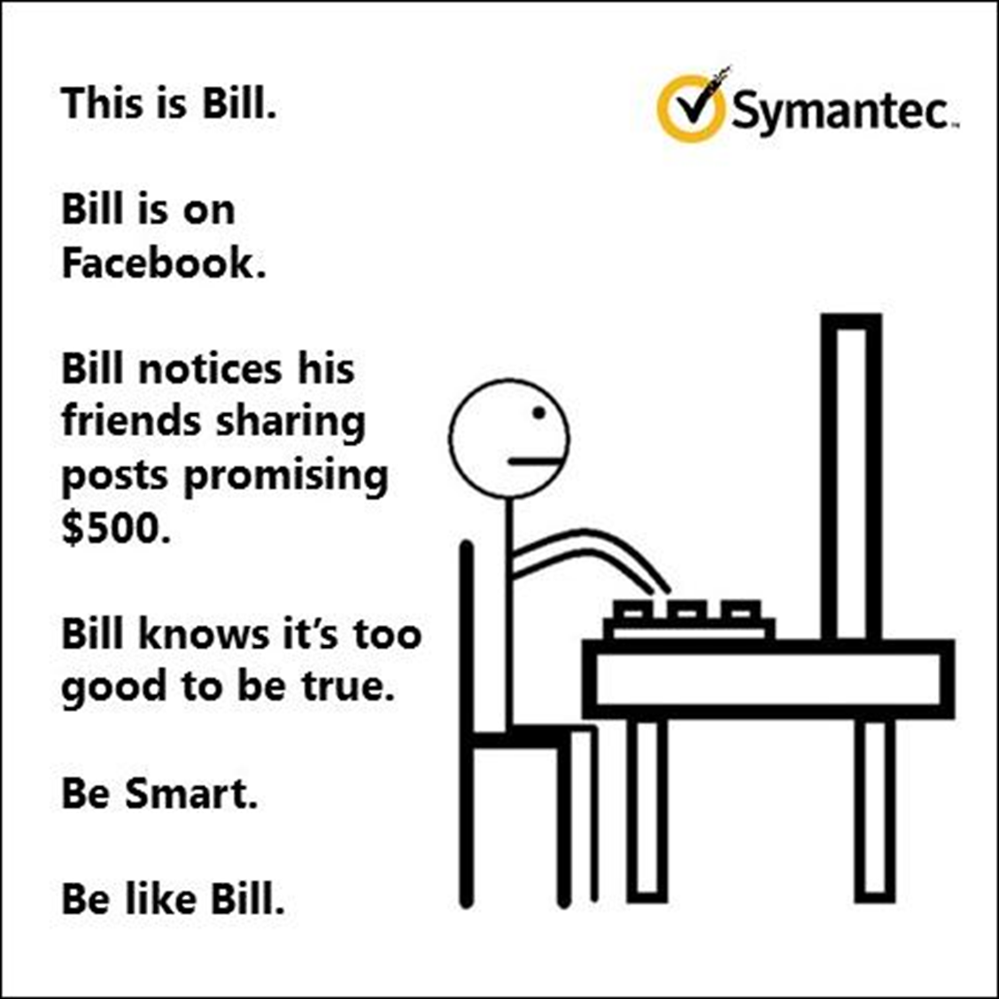 This is Bill.
Symantec™
Bill is on
Facebook.
Bill notices his
friends sharing
posts promising
$500.
Bill knows it's too
good to be true.
Be Smart.
Be like Bill.